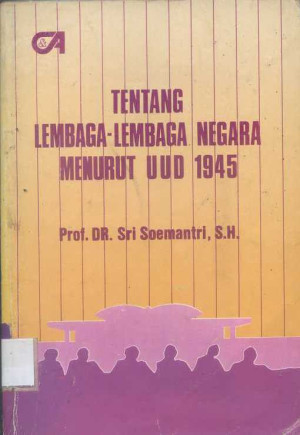 TENTANG
LEMBAGA-LEMBAGA NEGARA
MENURUT UUD 1945
Prof. DR. Sri Soemantri, S.H.